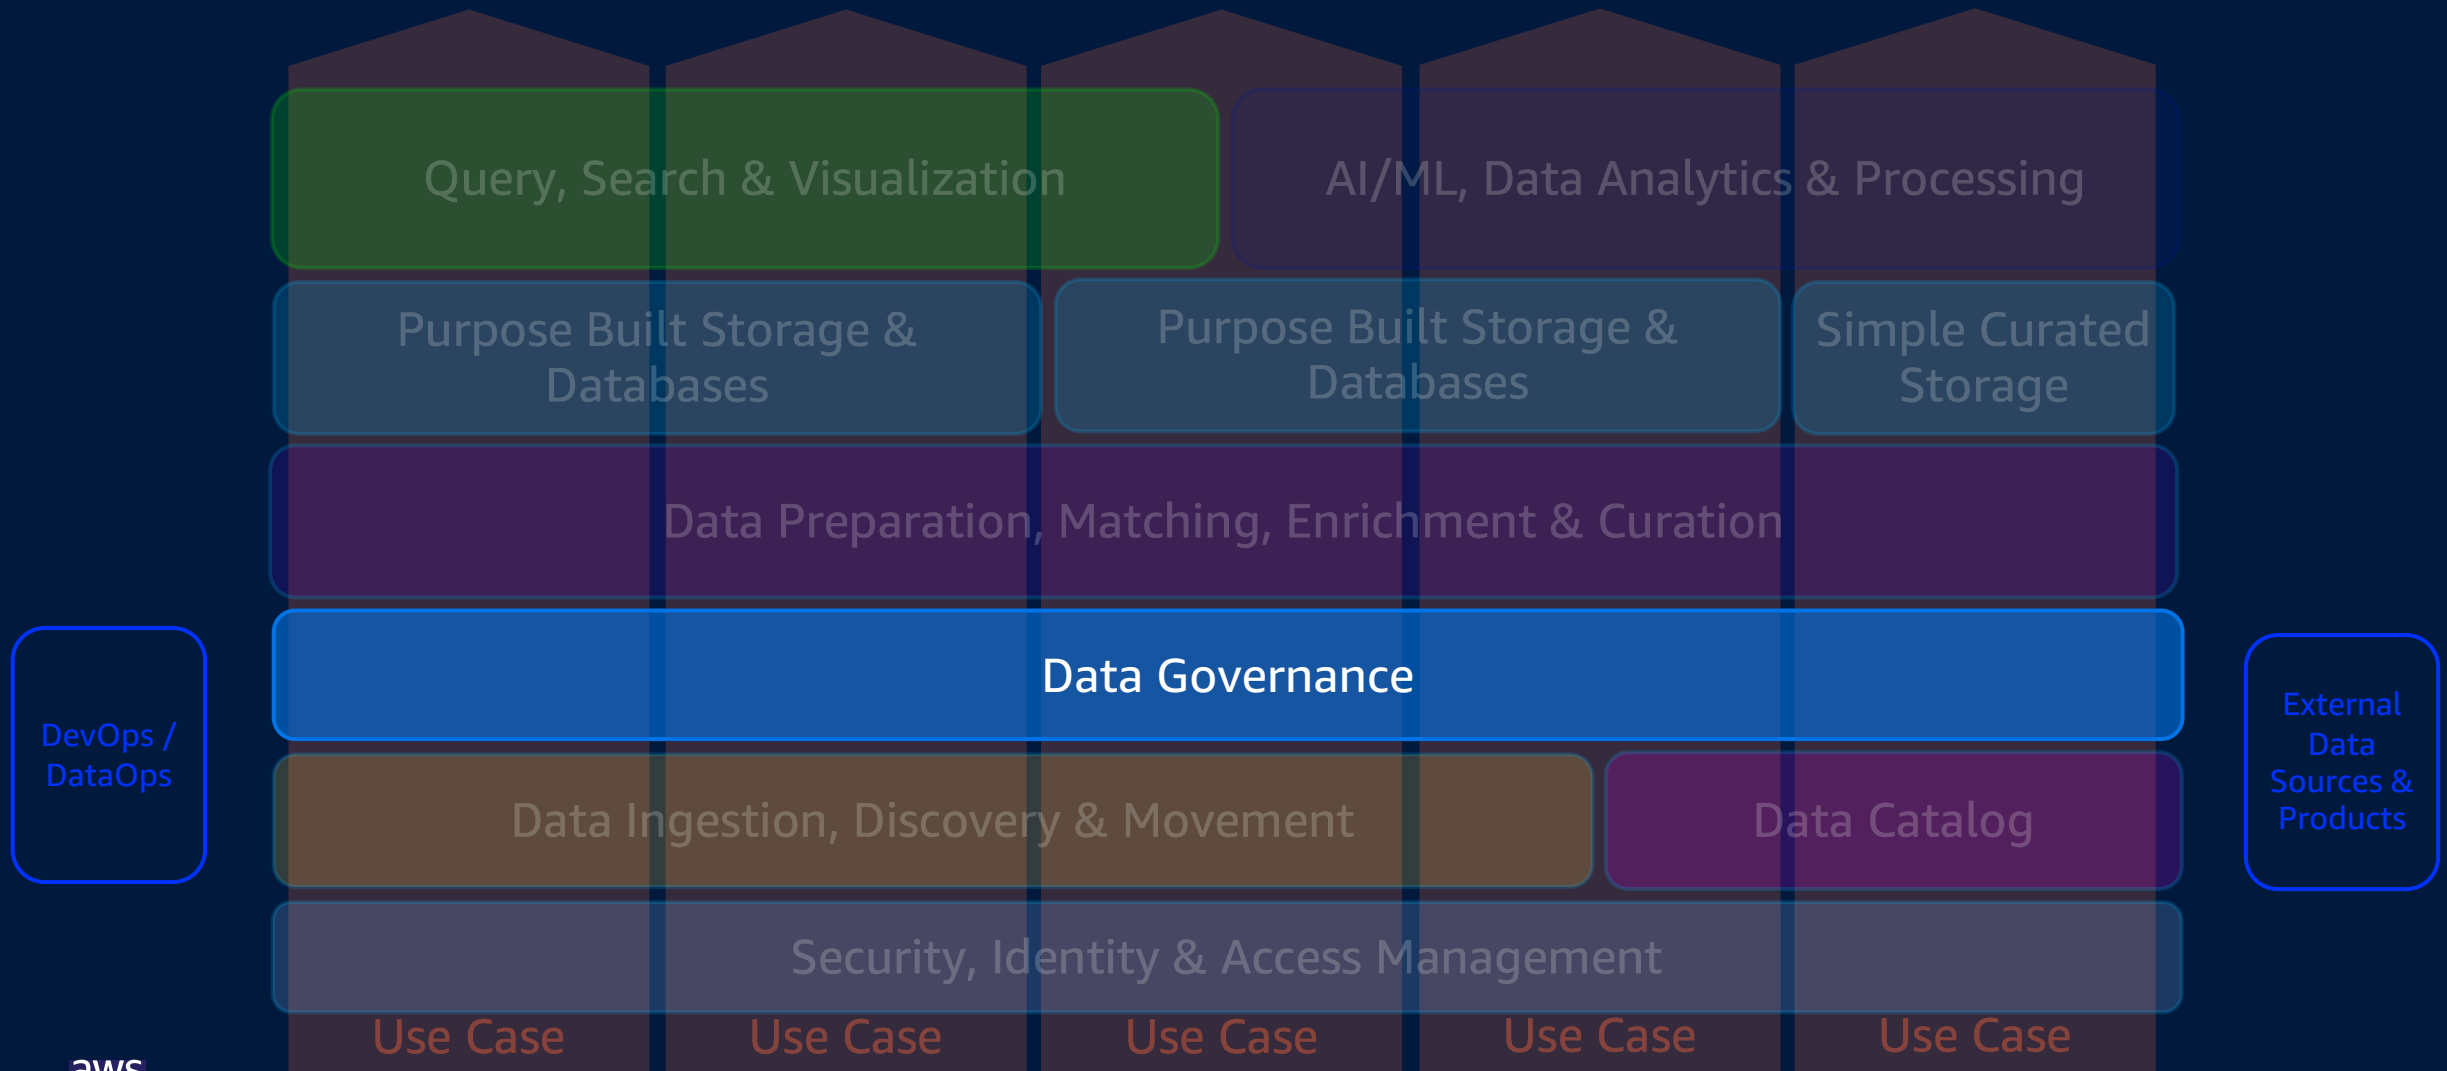 Query, Search & Visualization
AI/ML, Data Analytics & Processing
Purpose Built Storage &
Databases
Purpose Built Storage &
Databases
Simple Curated
Storage
Data Preparation, Matching, Enrichment & Curation
Data Governance
DevOps /
DataOps
External
Data
Sources &
Products
Data Ingestion, Discovery & Movement
Data Catalog
Security, Identity & Access Management
Use Case
Use Case
Use Case
Use Case
Use Case
aws